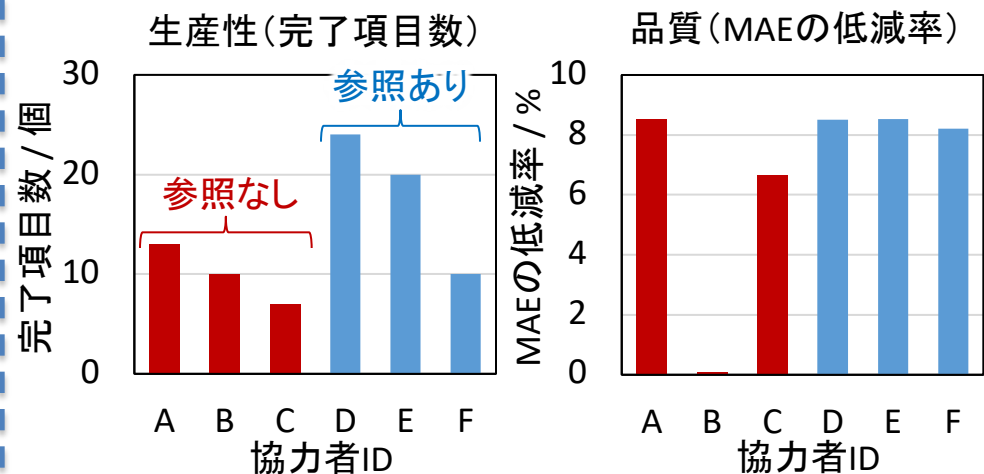 生産性（完了項目数）
完了項目数 / 個
30
20
10
0
参照なし
参照あり
A B C D E F
協力者ID
品質（MAEの低減率）
MAEの低減率 / %
10
8
6
4
2
0
A B C D E F
協力者ID